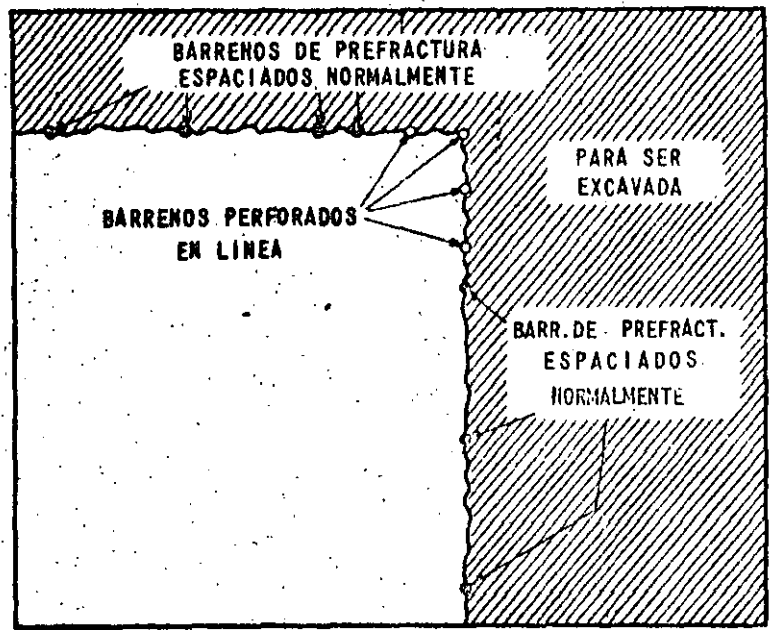 BARRENOS DE PREFRACTURA
ESPACIADOS NORMALMENTE
PARA SER
EXCAVADA
BARRENOS PERFORADOS
EN LINEA
BARR.DE PREFRACT.
ESPACIADOS
NORMALMENTE